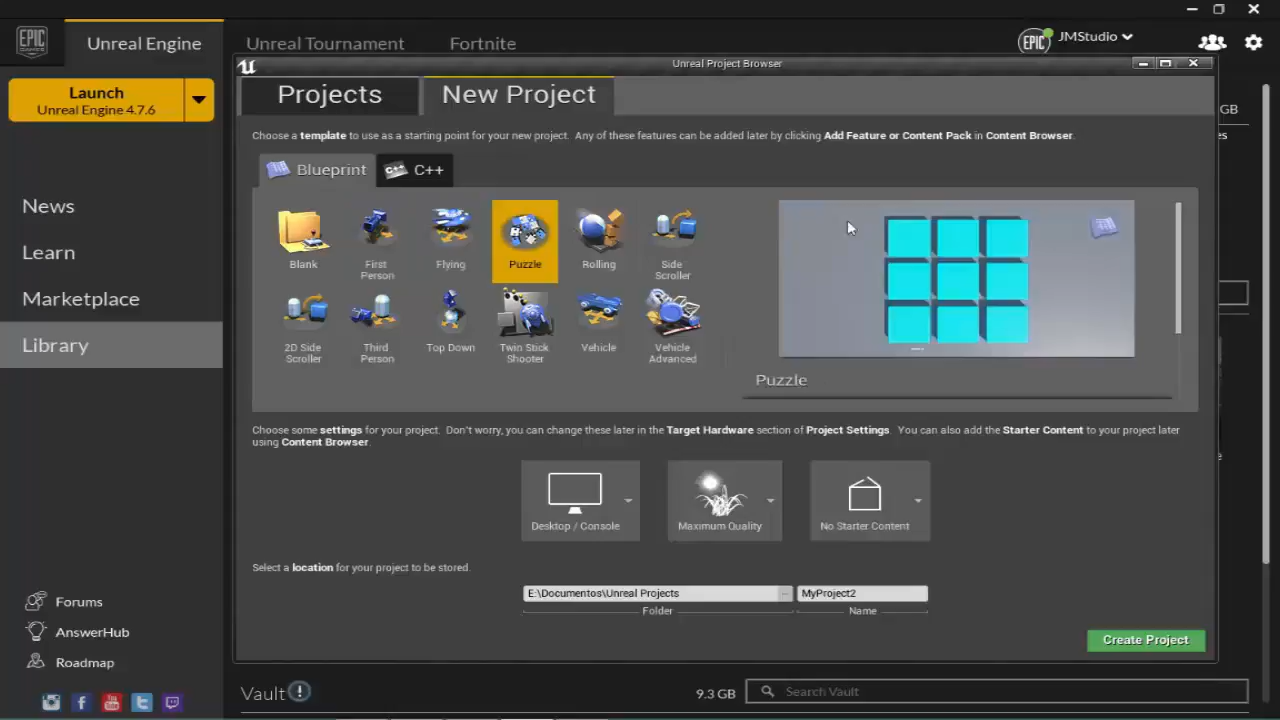 EPIC
Unreal Engine
Unreal Tournament
Fortnite
EPIC
JMStudio
Launch
Unreal Engine 4.7.6
News
Learn
Marketplace
Library
Forums
AnswerHub
Roadmap
Unreal Project Browser
Projects
New Project
Choose a template to use as a starting point for your new project. Any of these features can be added later by clicking Add Feature or Content Pack in Content Browser.
Blueprint
C++
C++
Blank
First Person
Flying
Puzzle
Rolling
Side Scroller
2D Side Scroller
Third Person
Top Down
Twin Stick Shooter
Vehicle
Vehicle Advanced
Puzzle
Choose some settings for your project. Don't worry, you can change these later in the Target Hardware section of Project Settings. You can also add the Starter Content to your project later
using Content Browser.
Desktop / Console
Maximum Quality
No Starter Content
Select a location for your project to be stored.
E:\Documentos\Unreal Projects
...
MyProject2
Folder
Name
Create Project
GB
Vault
9.3 GB
Search Vault